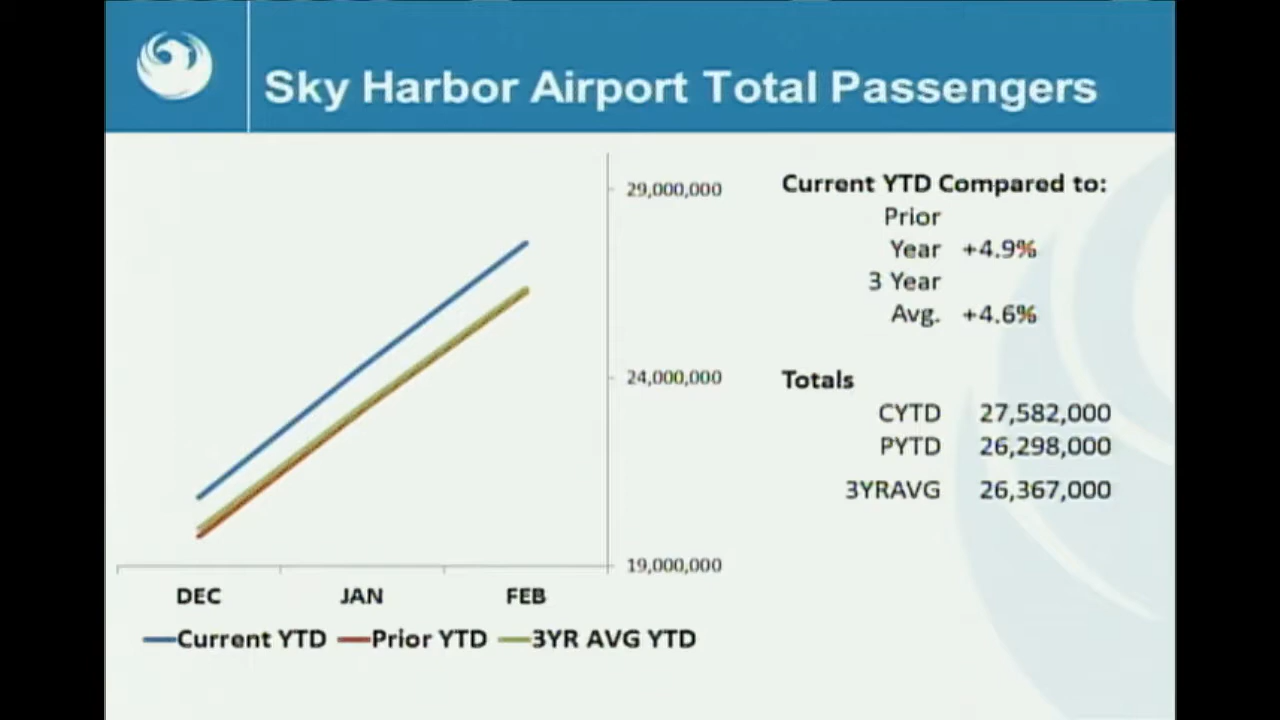 Sky Harbor Airport Total Passengers
29,000,000
24,000,000
19,000,000
DEC JAN FEB
Current YTD Prior YTD 3YR AVG YTD
Current YTD Compared to:
Prior
Year +4.9%
3 Year
Avg. +4.6%
Totals
CYTD 27,582,000
PYTD 26,298,000
3YRAVG 26,367,000